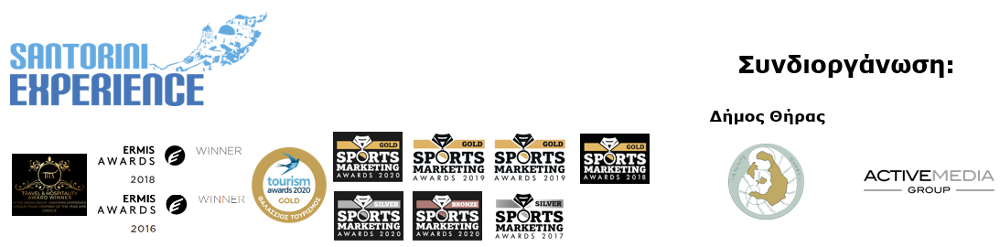 SANTORINI
EXPERIENCE
Συνδιοργάνωση:
Δήμος Θήρας
TRAVEL & HOSPITALITY
AWARD WINNER
GREECE
ERMIS
AWARDS
WINNER
2018
ERMIS
AWARDS
WINNER
2016
tourism
awards 2020
GOLD
ΘΑΛΑΣΣΙΟΣ ΤΟΥΡΙΣΜΟΣ
GOLD
SPORTS
MARKETING
AWARDS 2020
GOLD
SPORTS
MARKETING
AWARDS 2019
GOLD
SPORTS
MARKETING
AWARDS 2019
GOLD
SPORTS
MARKETING
AWARDS 2018
SILVER
SPORTS
MARKETING
AWARDS 2020
BRONZE
SPORTS
MARKETING
AWARDS 2020
SILVER
SPORTS
MARKETING
AWARDS 2017
ACTIVEMEDIA
GROUP